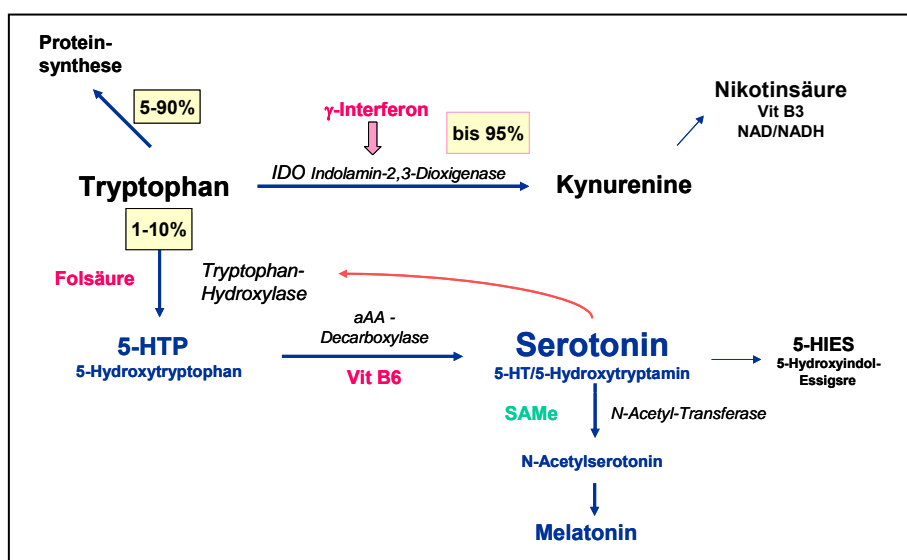 Protein-
synthese
5-90%
γ-Interferon
bis 95%
Nikotinsäure
Vit B3
NAD/NADH
Tryptophan
IDO Indolamin-2,3-Dioxigenase
Kynurenine
1-10%
Folsäure
Tryptophan-
Hydroxylase
5-HTP
5-Hydroxytryptophan
aAA -
Decarboxylase
Vit B6
Serotonin
5-HT/5-Hydroxytryptamin
5-HIES
5-Hydroxyindol-
Essigsre
SAMe
N-Acetyl-Transferase
N-Acetylserotonin
Melatonin